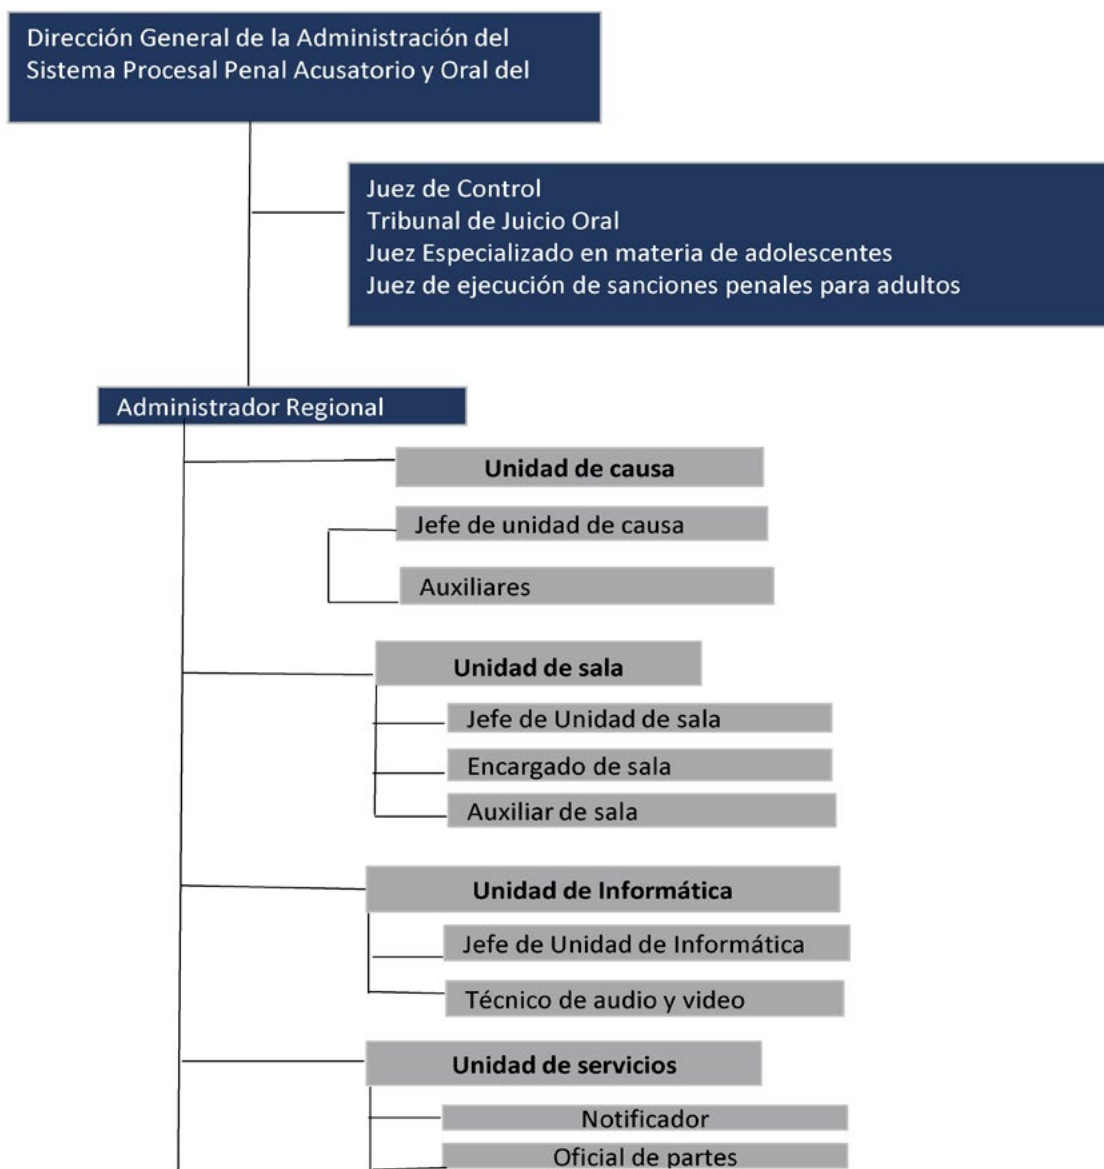 Dirección General de la Administración del
Sistema Procesal Penal Acusatorio y Oral del
Juez de Control
Tribunal de Juicio Oral
Juez Especializado en materia de adolescentes
Juez de ejecución de sanciones penales para adultos
Administrador Regional
Unidad de causa
Jefe de unidad de causa
Auxiliares
Unidad de sala
Jefe de Unidad de sala
Encargado de sala
Auxiliar de sala
Unidad de Informática
Jefe de Unidad de Informática
Técnico de audio y video
Unidad de servicios
Notificador
Oficial de partes